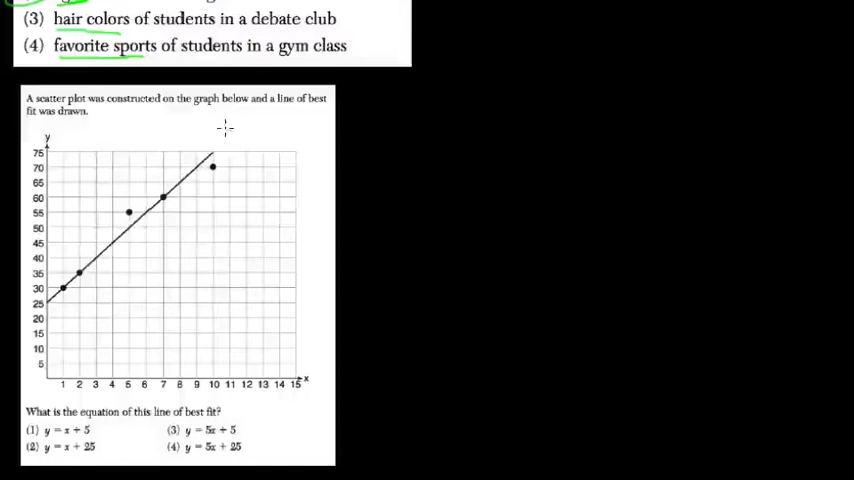 (3) hair colors of students in a debate club
(4) favorite sports of students in a gym class
A scatter plot was constructed on the graph below and a line of best
fit was drawn.
y
75
70
65
60
55
50
45
40
35
30
25
20
15
10
5
1 2 3 4 5 6 7 8 9 10 11 12 13 14 15 x
What is the equation of this line of best fit?
(1) y = x + 5 (3) y = 5x + 5
(2) y = x + 25 (4) y = 5x + 25